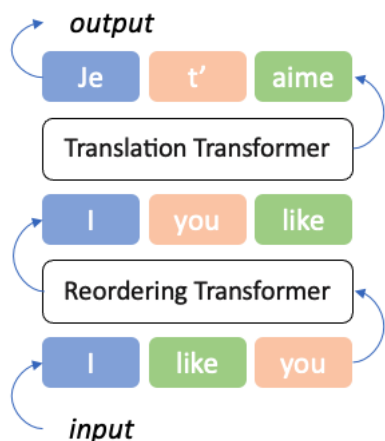 output
Je t' aime
Translation Transformer
I you like
Reordering Transformer
I like you
input